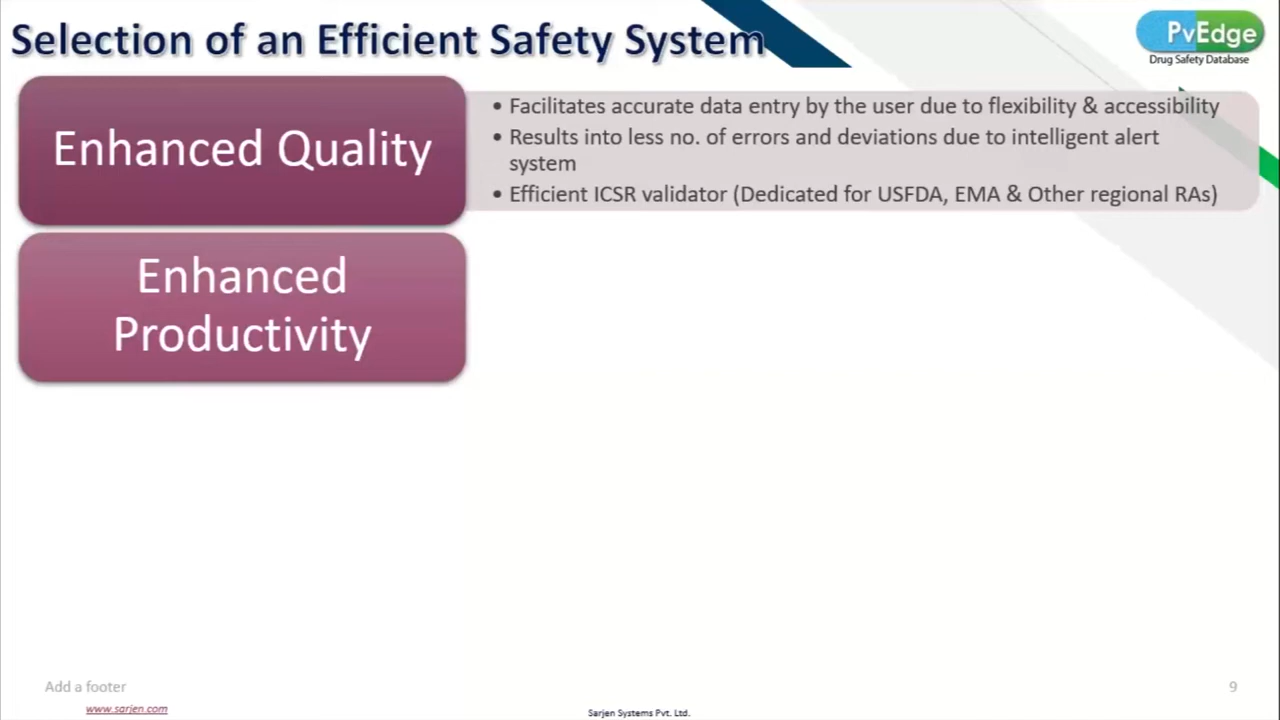 Selection of an Efficient Safety System
PvEdge
Drug Safety Database
Enhanced Quality
• Facilitates accurate data entry by the user due to flexibility & accessibility
• Results into less no. of errors and deviations due to intelligent alert
system
• Efficient ICSR validator (Dedicated for USFDA, EMA & Other regional RAs)
Enhanced
Productivity
Add a footer
9
www.sarjen.com
Sarjen Systems Pvt. Ltd.